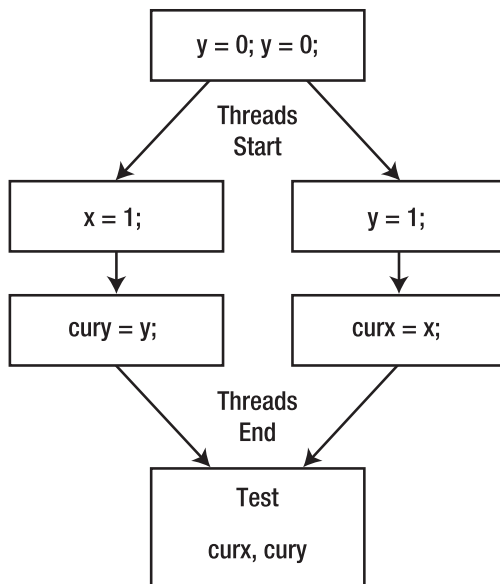 y = 0; y = 0;
Threads
Start
x = 1;
y = 1;
cury = y;
curx = x;
Threads
End
Test
curx, cury